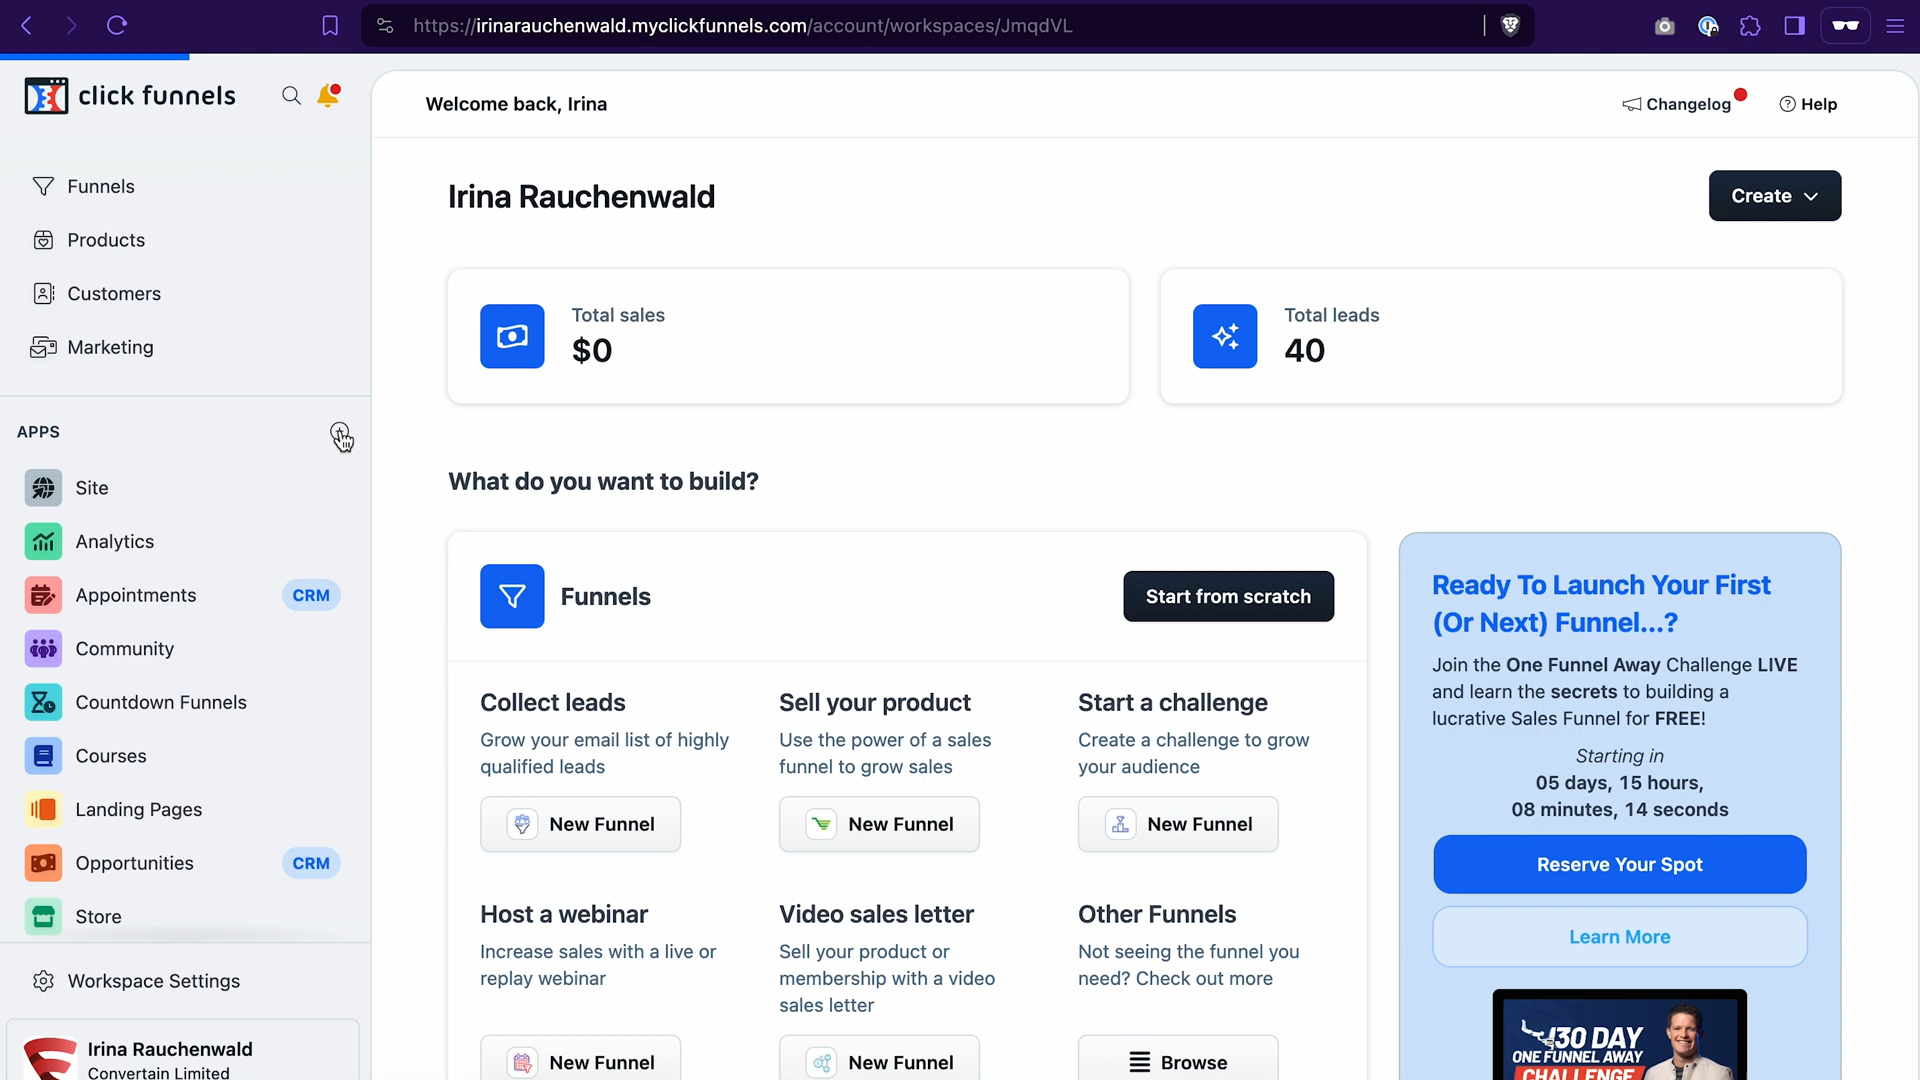 https://irinarauchenwald.myclickfunnels.com/account/workspaces/JmqdVL
click funnels
Welcome back, Irina
Changelog
Help
Funnels
Products
Customers
Marketing
APPS
Site
Analytics
Appointments CRM
Community
Countdown Funnels
Courses
Landing Pages
Opportunities CRM
Store
Workspace Settings
Irina Rauchenwald
Convertain Limited
Irina Rauchenwald
Create
Total sales
$0
Total leads
40
What do you want to build?
Funnels
Start from scratch
Collect leads
Grow your email list of highly
qualified leads
New Funnel
Sell your product
Use the power of a sales
funnel to grow sales
New Funnel
Start a challenge
Create a challenge to grow
your audience
New Funnel
Host a webinar
Increase sales with a live or
replay webinar
New Funnel
Video sales letter
Sell your product or
membership with a video
sales letter
New Funnel
Other Funnels
Not seeing the funnel you
need? Check out more
Browse
Ready To Launch Your First
(Or Next) Funnel...?
Join the One Funnel Away Challenge LIVE
and learn the secrets to building a
lucrative Sales Funnel for FREE!
Starting in
05 days, 15 hours,
08 minutes, 14 seconds
Reserve Your Spot
Learn More
30 DAY
ONE FUNNEL AWAY
CHALLENGE